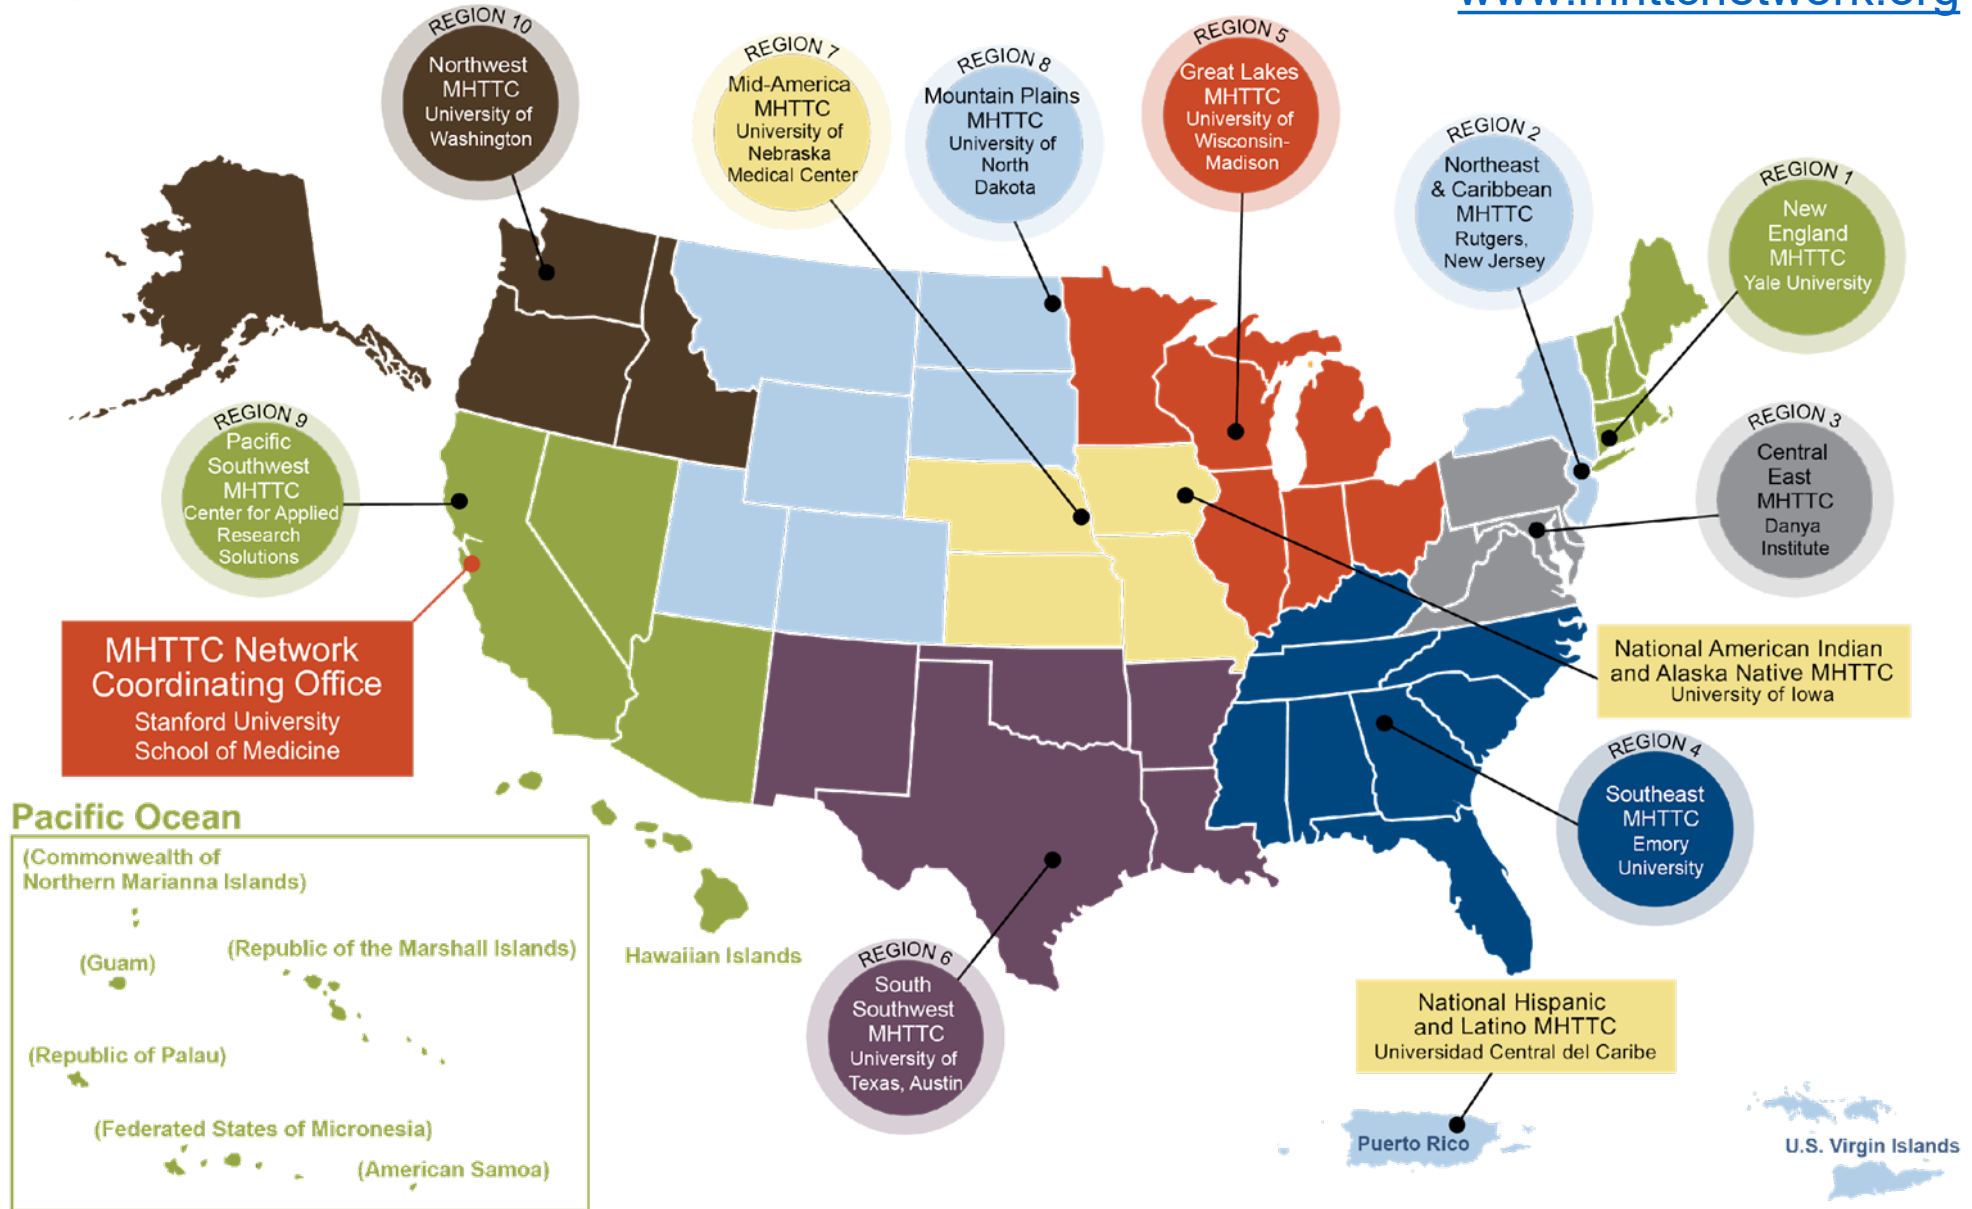 www.mhttcnetwork.org
REGION 10
Northwest
MHTTC
University of
Washington
REGION 7
Mid-America
MHTTC
University of
Nebraska
Medical Center
REGION 8
Mountain Plains
MHTTC
University of
North
Dakota
REGION 5
Great Lakes
MHTTC
University of
Wisconsin-
Madison
REGION 2
Northeast
& Caribbean
MHTTC
Rutgers,
New Jersey
REGION 1
New
England
MHTTC
Yale University
REGION 9
Pacific
Southwest
MHTTC
Center for Applied
Research
Solutions
REGION 3
Central
East
MHTTC
Danya
Institute
MHTTC Network
Coordinating Office
Stanford University
School of Medicine
National American Indian
and Alaska Native MHTTC
University of Iowa
REGION 4
Southeast
MHTTC
Emory
University
Pacific Ocean
(Commonwealth of
Northern Marianna Islands)
(Guam)
(Republic of the Marshall Islands)
(Republic of Palau)
(Federated States of Micronesia)
(American Samoa)
Hawaiian Islands
REGION 6
South
Southwest
MHTTC
University of
Texas, Austin
National Hispanic
and Latino MHTTC
Universidad Central del Caribe
Puerto Rico
U.S. Virgin Islands